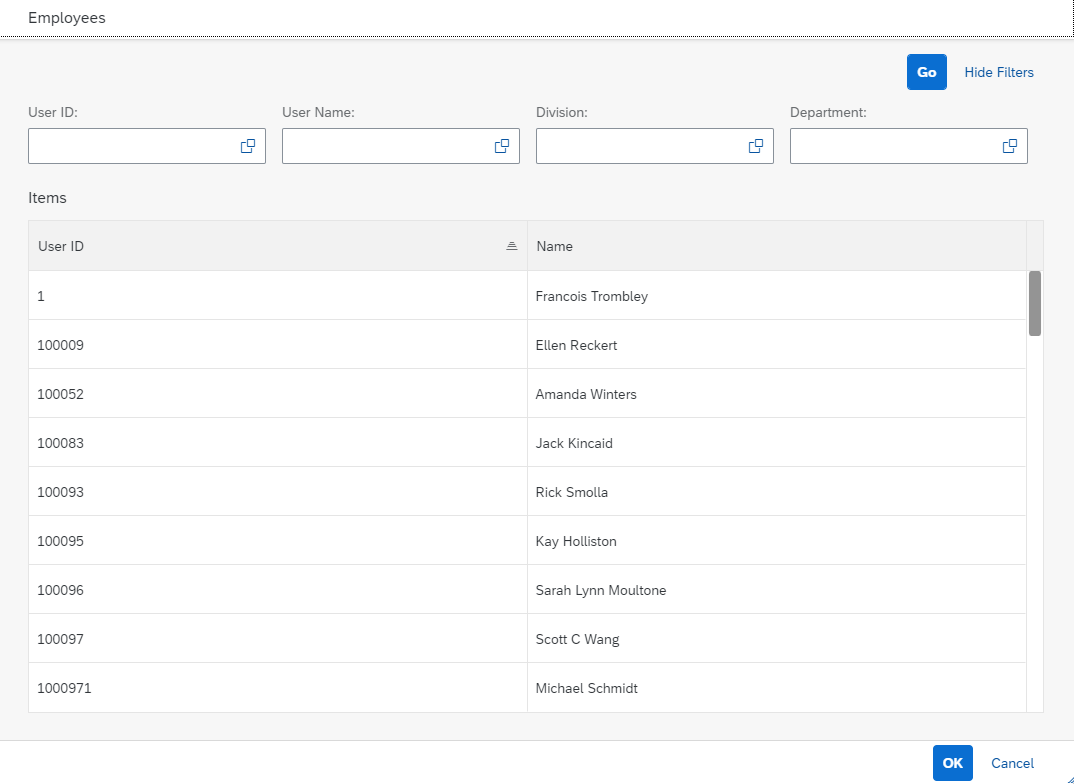 Employees
Go Hide Filters
User ID: User Name: Division: Department:
Items
User ID Name
1 Francois Trombley
100009 Ellen Reckert
100052 Amanda Winters
100083 Jack Kincaid
100093 Rick Smolla
100095 Kay Holliston
100096 Sarah Lynn Moultone
100097 Scott C Wang
1000971 Michael Schmidt
OK Cancel